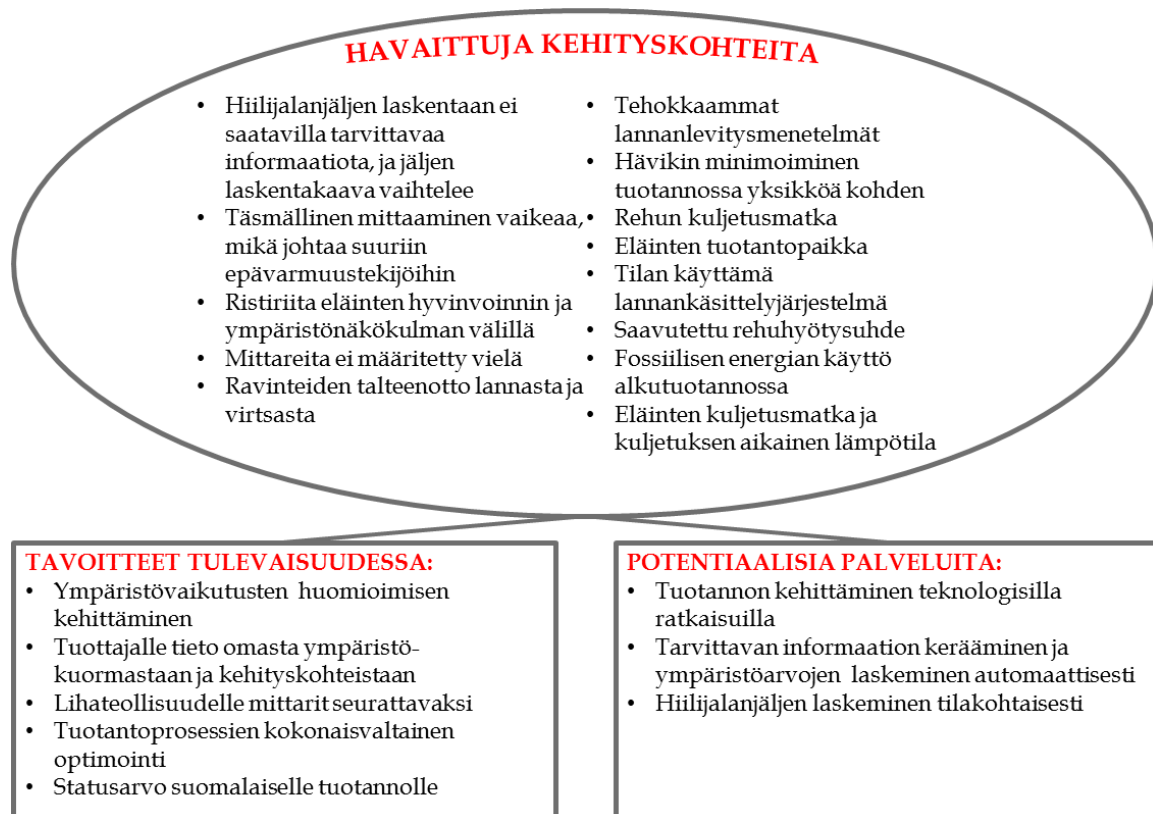 HAVAITTUJA KEHITYSKOHTEITA
• Hiilijalanjäljen laskentaan ei
saatavilla tarvittavaa
informaatiota, ja jäljen
laskentakaava vaihtelee
• Täsmällinen mittaaminen vaikeaa,
mikä johtaa suuriin
epävarmuustekijöihin
• Ristiriita eläinten hyvinvoinnin ja
ympäristönäkökulman välillä
• Mittareita ei määritetty vielä
• Ravinteiden talteenotto lannasta ja
virtsasta
• Tehokkaammat
lannanlevitysmenetelmät
• Hävikin minimoiminen
tuotannossa yksikköä kohden
• Rehun kuljetusmatka
• Eläinten tuotantopaikka
• Tilan käyttämä
lannankäsittelyjärjestelmä
• Saavutettu rehuhyötysuhde
• Fossiilisen energian käyttö
alkutuotannossa
• Eläinten kuljetusmatka ja
kuljetuksen aikainen lämpötila
TAVOITTEET TULEVAISUUDESSA:
• Ympäristövaikutusten huomioimisen
kehittäminen
• Tuottajalle tieto omasta ympäristö-
kuormastaan ja kehityskohteistaan
• Lihateollisuudelle mittarit seurattavaksi
• Tuotantoprosessien kokonaisvaltainen
optimointi
• Statusarvo suomalaiselle tuotannolle
POTENTIAALISIA PALVELUITA:
• Tuotannon kehittäminen teknologisilla
ratkaisuilla
• Tarvittavan informaation kerääminen ja
ympäristöarvojen laskeminen automaattisesti
• Hiilijalanjäljen laskeminen tilakohtaisesti